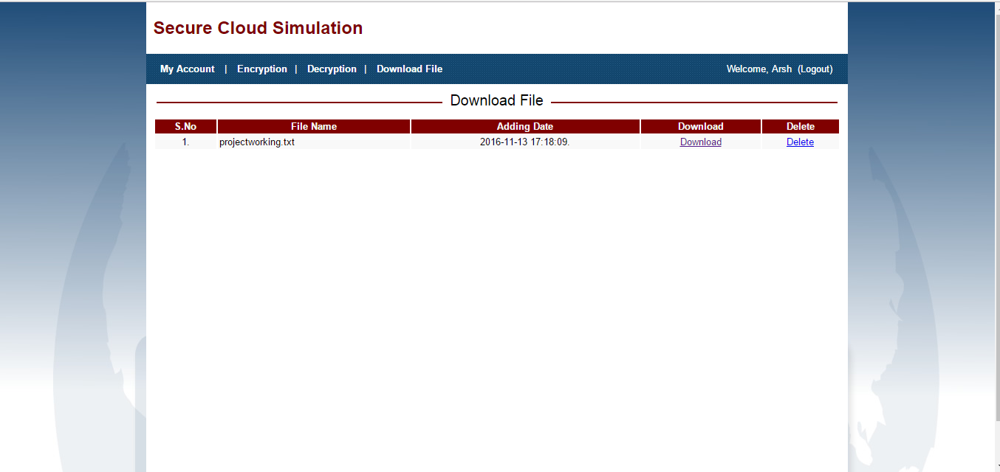 Secure Cloud Simulation
My Account | Encryption | Decryption | Download File Welcome, Arsh (Logout)
Download File
S.No File Name Adding Date Download Delete
1. projectworking.txt 2016-11-13 17:18:09. Download Delete